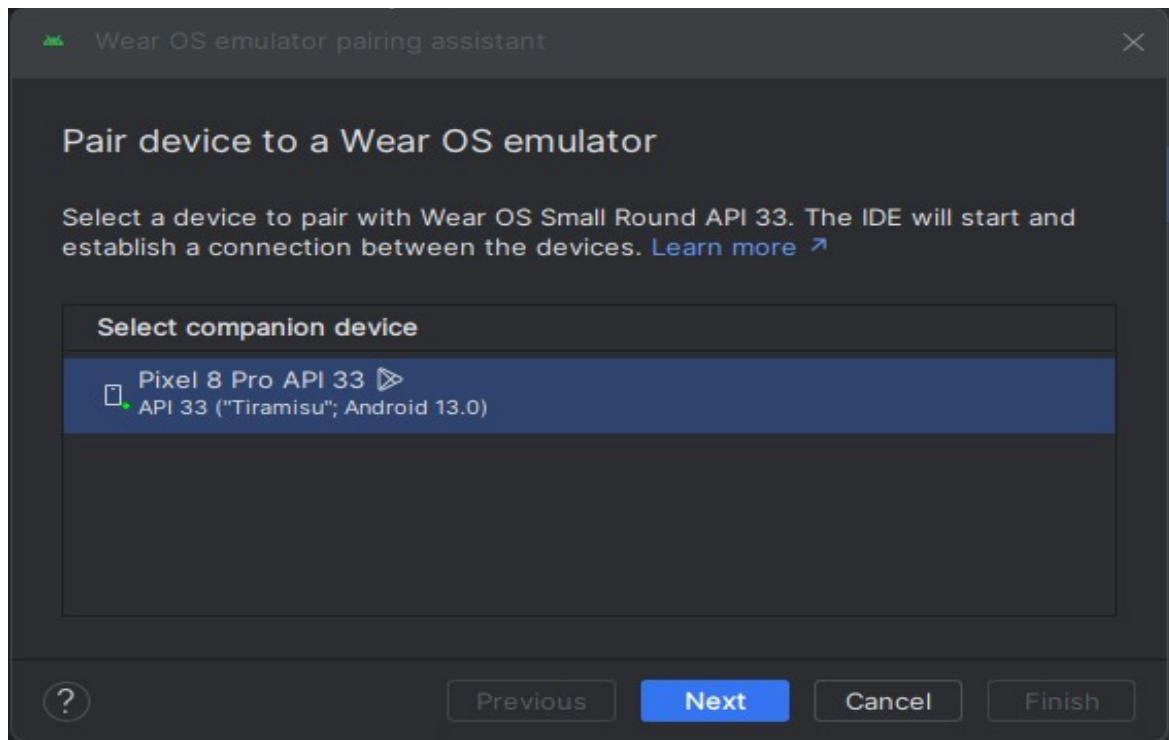 Wear OS emulator pairing assistant
Pair device to a Wear OS emulator
Select a device to pair with Wear OS Small Round API 33. The IDE will start and
establish a connection between the devices. Learn more ↗
Select companion device
Pixel 8 Pro API 33
API 33 ("Tiramisu"; Android 13.0)
? Previous Next Cancel Finish